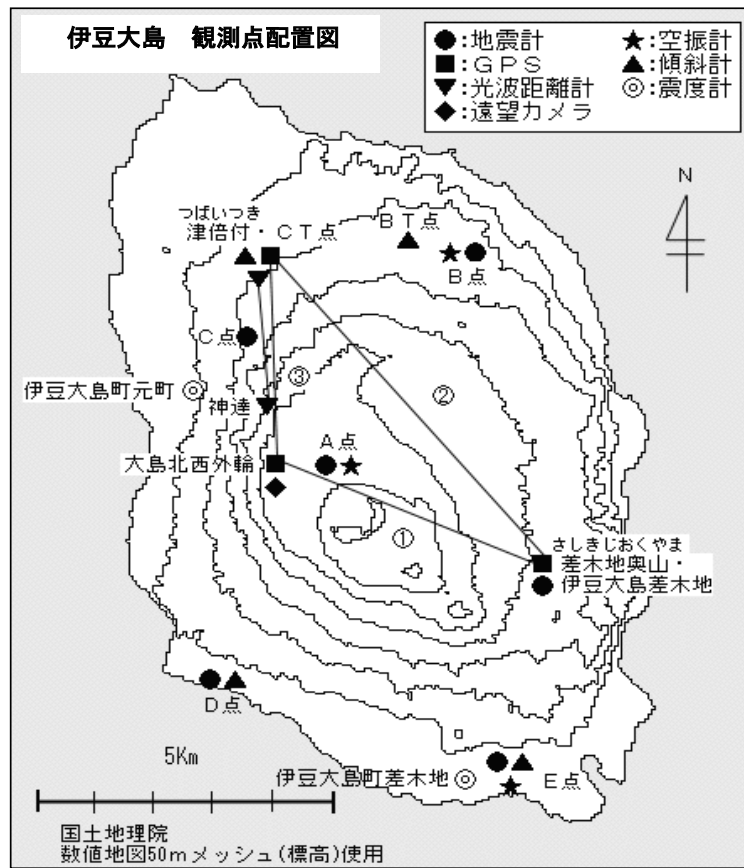 伊豆大島　観測点配置図
●:地震計　★:空振計
■:ＧＰＳ　▲:傾斜計
▼:光波距離計　◎:震度計
◆:遠望カメラ
N
つばいつき
津倍付・ＣＴ点
ＢＴ点
Ｂ点
Ｃ点
③
②
伊豆大島町元町
神達
Ａ点
大島北西外輪
①
さしきじおくやま
差木地奥山・
伊豆大島差木地
Ｄ点
5Km
伊豆大島町差木地
Ｅ点
国土地理院
数値地図50mメッシュ(標高)使用